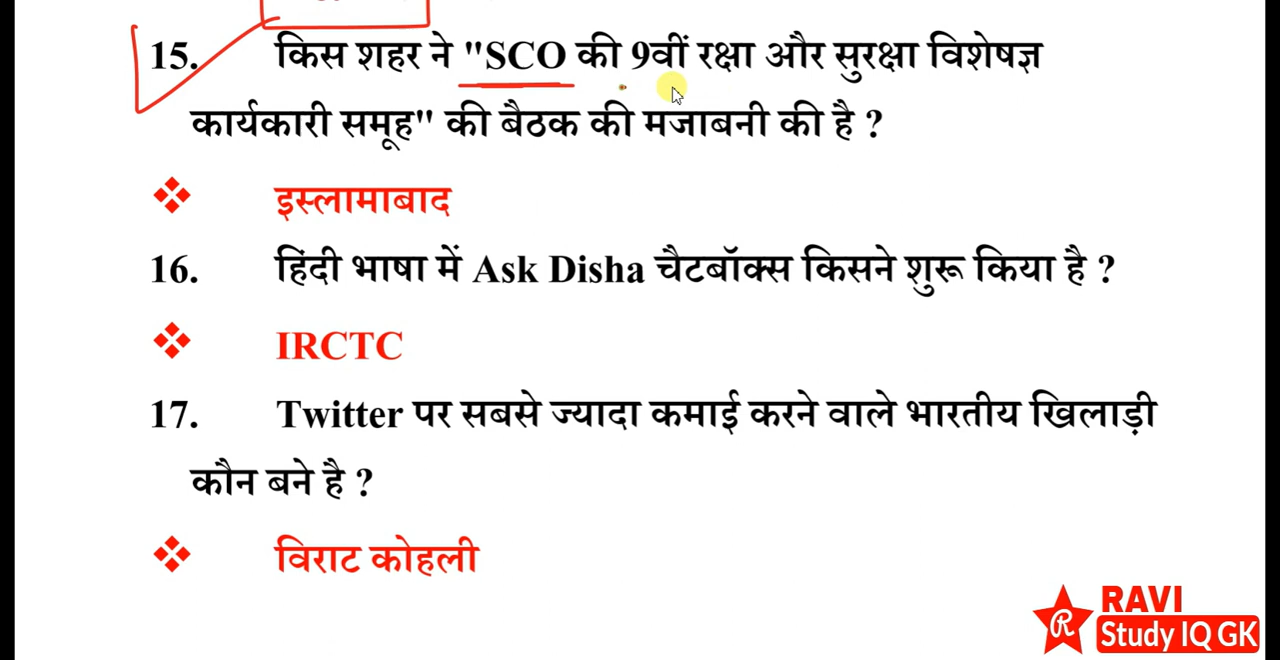 15. किस शहर ने "SCO की 9वीं रक्षा और सुरक्षा विशेषज्ञ
कार्यकारी समूह" की बैठक की मजाबनी की है ?
❖ इस्लामाबाद
16. हिंदी भाषा में Ask Disha चैटबॉक्स किसने शुरू किया है ?
❖ IRCTC
17. Twitter पर सबसे ज्यादा कमाई करने वाले भारतीय खिलाड़ी
कौन बने है ?
❖ विराट कोहली
RAVI
R Study IQ GK